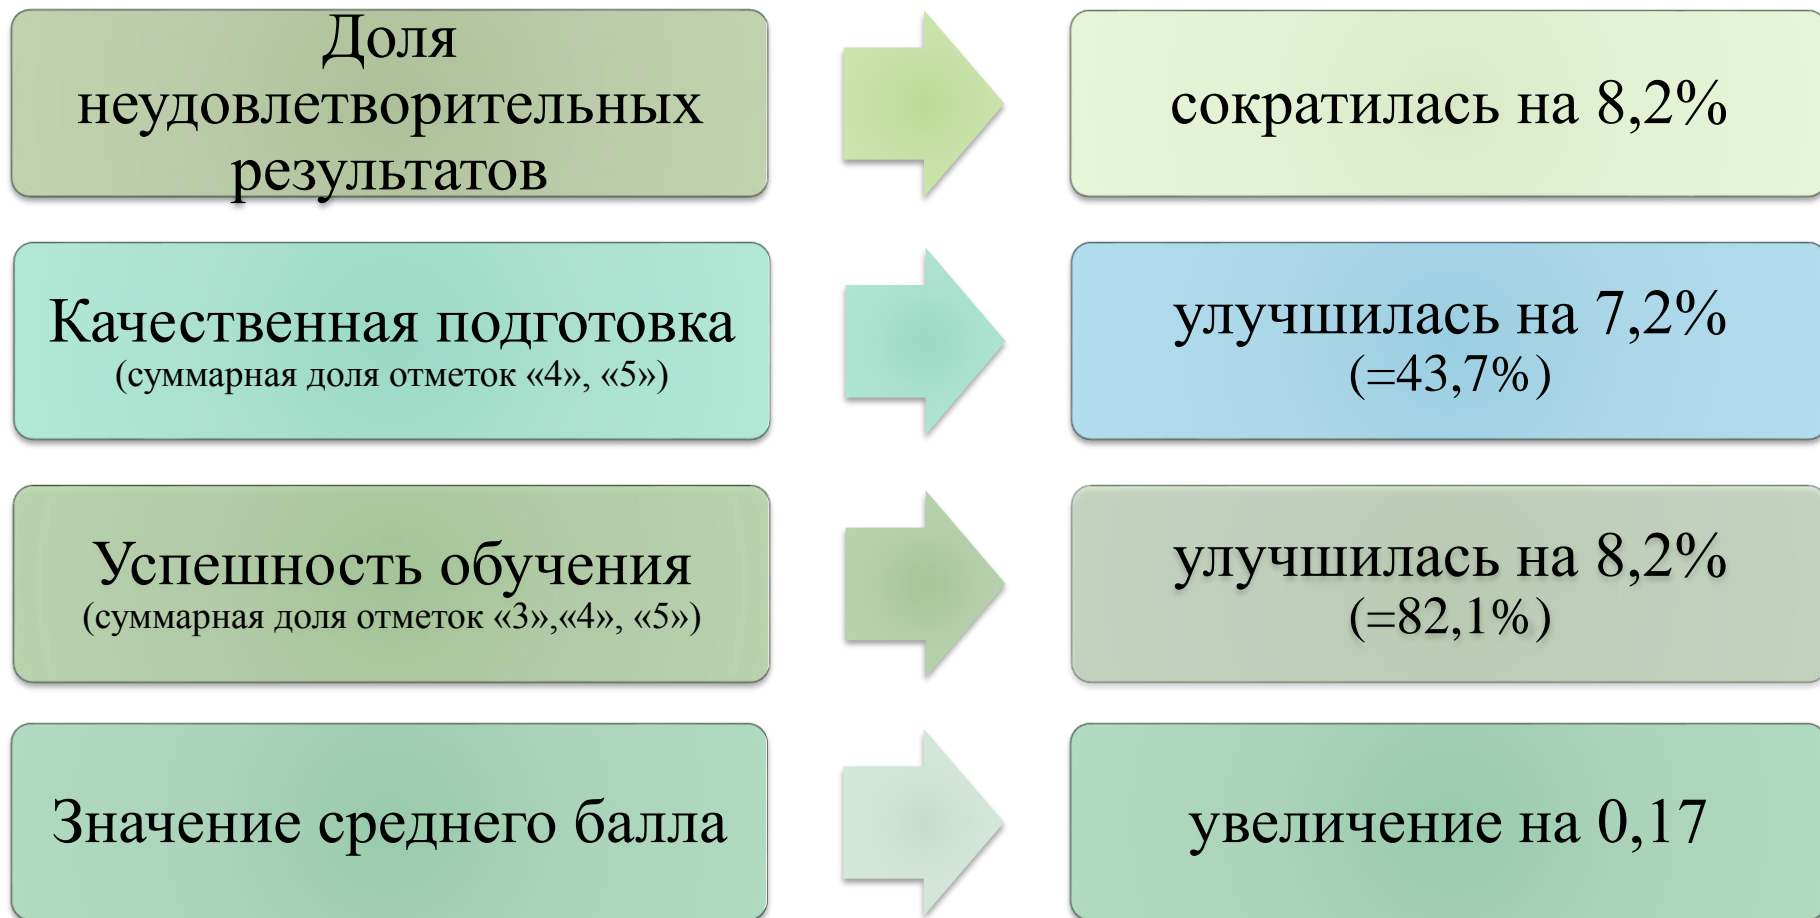 Доля
неудовлетворительных
результатов
сократилась на 8,2%
Качественная подготовка
(суммарная доля отметок «4», «5»)
улучшилась на 7,2%
(=43,7%)
Успешность обучения
(суммарная доля отметок «3»,«4», «5»)
улучшилась на 8,2%
(=82,1%)
Значение среднего балла
увеличение на 0,17